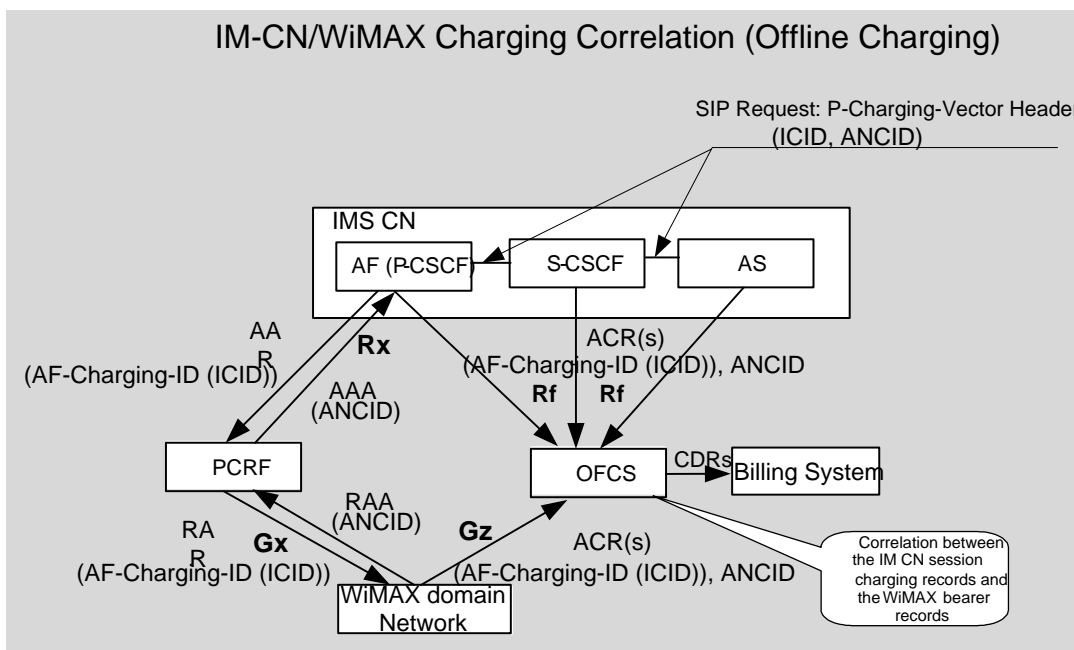 IM-CN/WiMAX Charging Correlation (Offline Charging)
SIP Request: P-Charging-Vector Header
(ICID, ANCID)
IMS CN
AF (P-CSCF)
S-CSCF
AS
AA
R
(AF-Charging-ID (ICID))
Rx
AAA
(ANCID)
ACR(s)
(AF-Charging-ID (ICID)), ANCID
Rf
Rf
PCRF
OFCS
CDRs
Billing System
RAA
(ANCID)
RA
R
Gx
(AF-Charging-ID (ICID))
Gz
ACR(s)
(AF-Charging-ID (ICID)), ANCID
WiMAX domain
Network
Correlation between
the IM CN session
charging records and
the WiMAX bearer
records